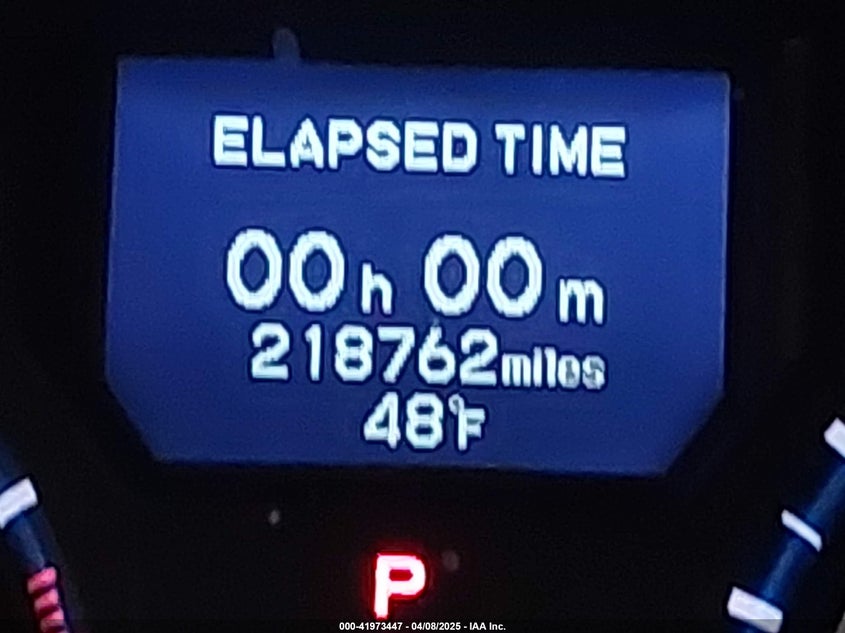 ELAPSED TIME
00h 00m
218762miles
48°F
P
000-41973447 - 04/08/2025 - IAA Inc.